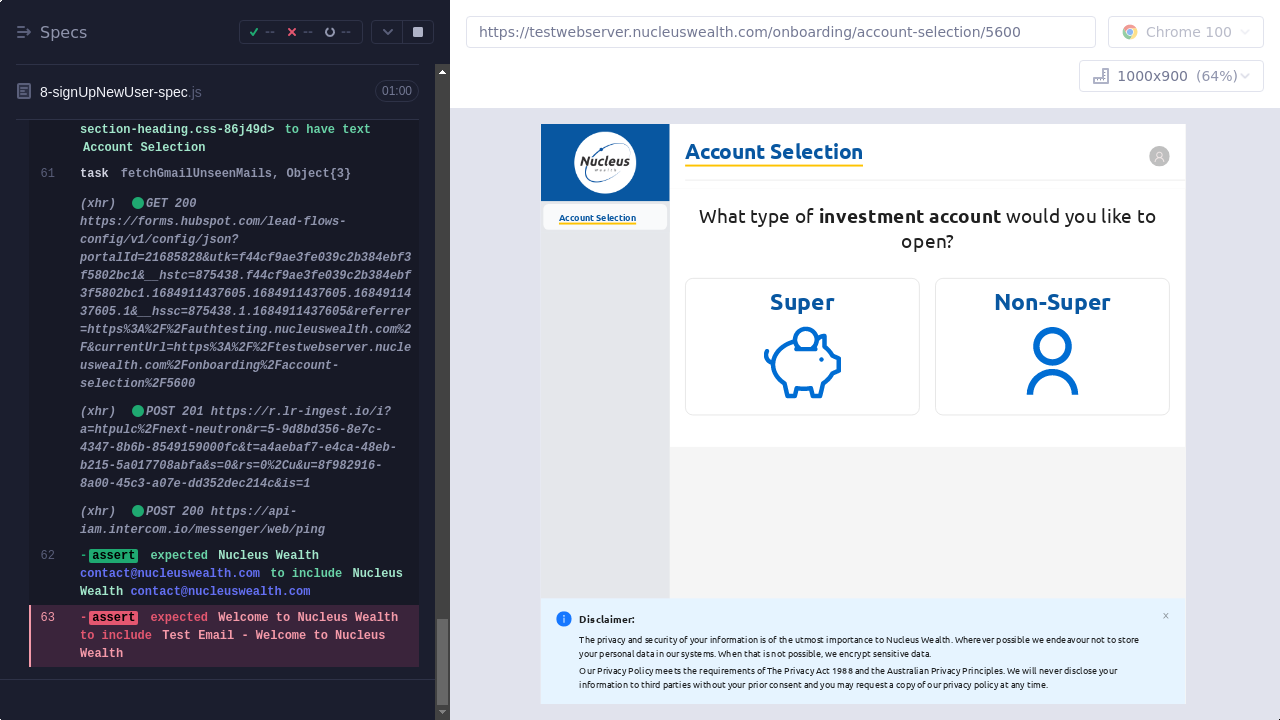 Specs
-- -- --
https://testwebserver.nucleuswealth.com/onboarding/account-selection/5600
Chrome 100
1000x900 (64%)
8-signUpNewUser-spec.js
01:00
section-heading.css-86j49d> to have text
Account Selection
61 task fetchGmailUnseenMails, Object{3}
(xhr) GET 200
https://forms.hubspot.com/lead-flows-
config/v1/config/json?
portalId=21685828&utk=f44cf9ae3fe039c2b384ebf3
f5802bc1&__hstc=875438.f44cf9ae3fe039c2b384ebf
3f5802bc1.1684911437605.1684911437605.16849114
37605.1&__hssc=875438.1.1684911437605&referrer
=https%3A%2F%2Fauthtesting.nucleuswealth.com%2
F&currentUrl=https%3A%2F%2Ftestwebserver.nucle
uswealth.com%2Fonboarding%2Faccount-
selection%2F5600
(xhr) POST 201 https://r.lr-ingest.io/i?
a=htpulc%2Fnext-neutron&r=5-9d8bd356-8e7c-
4347-8b6b-8549159000fc&t=a4aebaf7-e4ca-48eb-
b215-5a017708abfa&s=0&rs=0%2Cu&u=8f982916-
8a00-45c3-a07e-dd352dec214c&is=1
(xhr) POST 200 https://api-
iam.intercom.io/messenger/web/ping
62 -assert expected Nucleus Wealth
contact@nucleuswealth.com to include Nucleus
Wealth contact@nucleuswealth.com
63 -assert expected Welcome to Nucleus Wealth
to include Test Email - Welcome to Nucleus
Wealth
Nucleus
Wealth
Account Selection
Account Selection
What type of investment account would you like to
open?
Super
Non-Super
Disclaimer:
×
The privacy and security of your information is of the utmost importance to Nucleus Wealth. Wherever possible we endeavour not to store
your personal data in our systems. When that is not possible, we encrypt sensitive data.
Our Privacy Policy meets the requirements of The Privacy Act 1988 and the Australian Privacy Principles. We will never disclose your
information to third parties without your prior consent and you may request a copy of our privacy policy at any time.